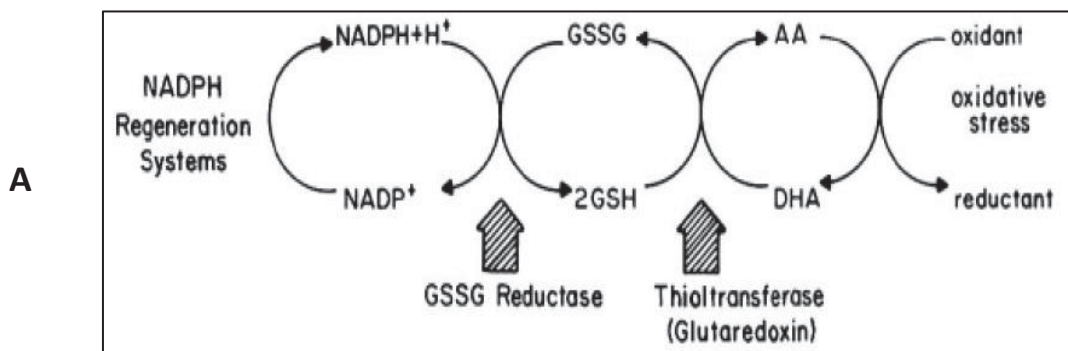 NADPH+H⁺ GSSG AA oxidant
NADPH
Regeneration
Systems
oxidative
stress
A
NADP⁺ 2GSH DHA reductant
GSSG Reductase
Thioltransferase
(Glutaredoxin)